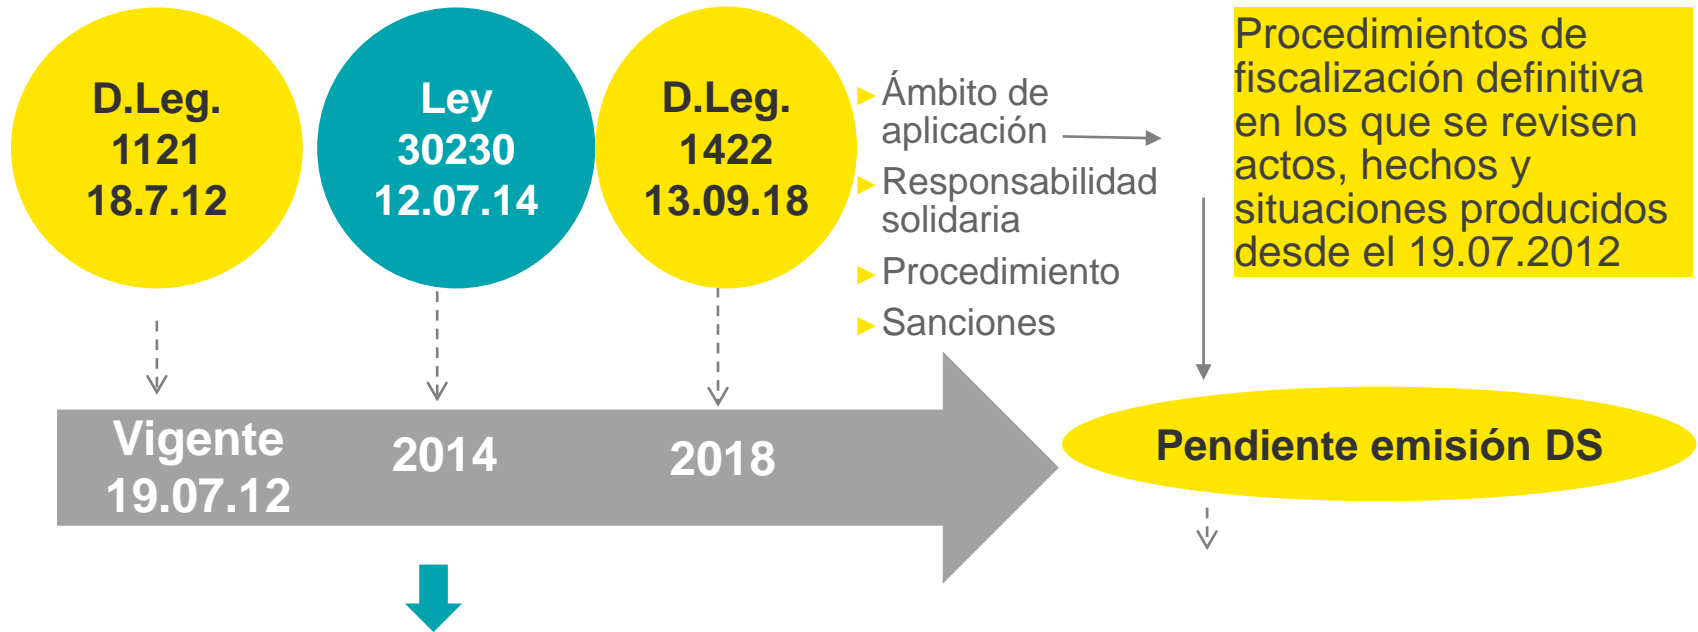 D.Leg.
1121
18.7.12
Ley
30230
12.07.14
D.Leg.
1422
13.09.18
►Ámbito de
aplicación
►Responsabilidad
solidaria
►Procedimiento
►Sanciones
Procedimientos de
fiscalización definitiva
en los que se revisen
actos, hechos y
situaciones producidos
desde el 19.07.2012
Vigente
19.07.12
2014
2018
Pendiente emisión DS